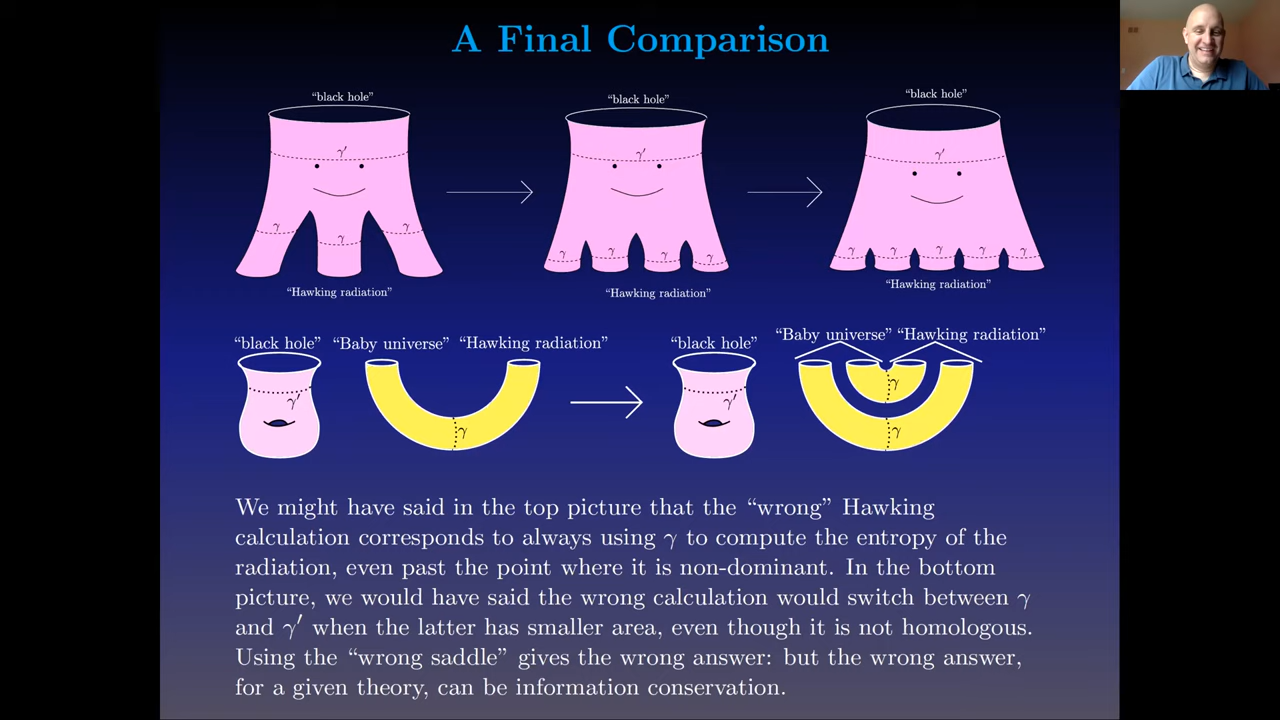 A Final Comparison
“black hole” “black hole” “black hole”
γ′ γ′ γ′
γ γ γ γ γ γ γ γ γ γ γ γ
“Hawking radiation” “Hawking radiation” “Hawking radiation”
“black hole” “Baby universe” “Hawking radiation” “black hole” “Baby universe” “Hawking radiation”
γ′ γ γ′ γ
γ
We might have said in the top picture that the “wrong” Hawking
calculation corresponds to always using γ to compute the entropy of the
radiation, even past the point where it is non-dominant. In the bottom
picture, we would have said the wrong calculation would switch between γ
and γ′ when the latter has smaller area, even though it is not homologous.
Using the “wrong saddle” gives the wrong answer: but the wrong answer,
for a given theory, can be information conservation.